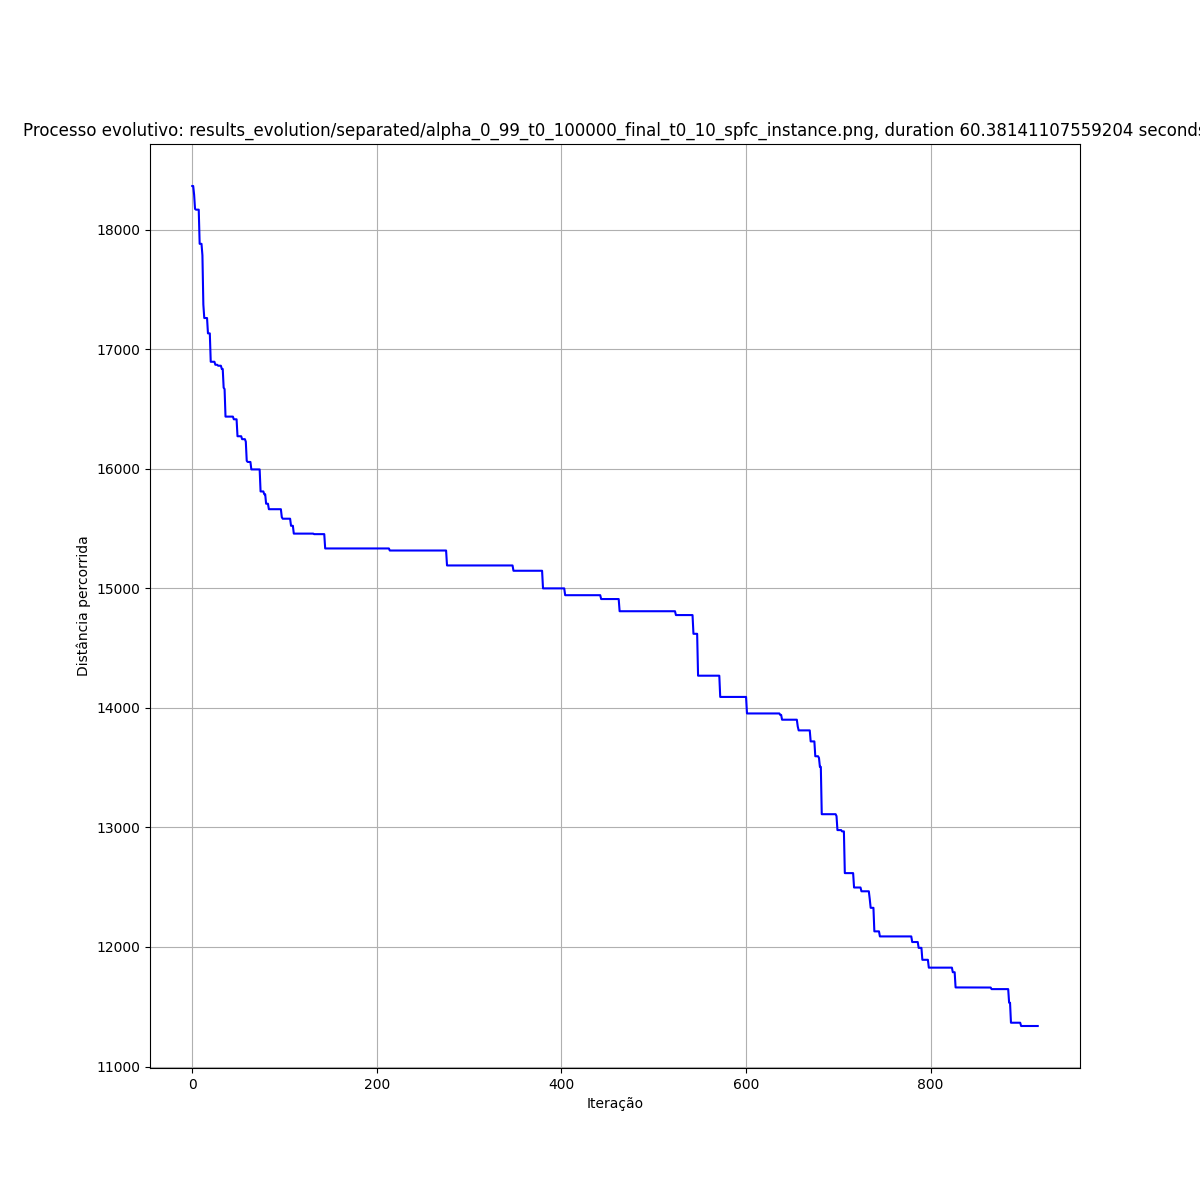 Processo evolutivo: results_evolution/separated/alpha_0_99_t0_100000_final_t0_10_spfc_instance.png, duration 60.38141107559204 seconds
18000
17000
16000
15000
14000
13000
12000
11000
Distância percorrida
0 200 400 600 800
Iteração